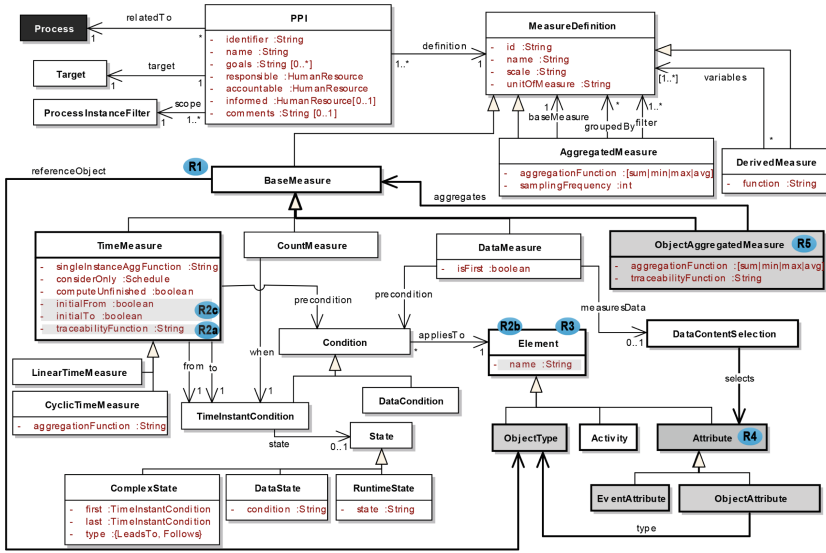 Process
relatedTo
1
*
PPI
- identifier :String
- name :String
- goals :String [0..*]
- responsible :HumanResource
- accountable :HumanResource
- informed :HumanResource[0..1]
- comments :String [0..1]
Target
target
1
1
ProcessInstanceFilter
scope
1
1..*
definition
1..*
1
MeasureDefinition
- id :String
- name :String
- scale :String
- unitOfMeasure :String
[1..*]
variables
*
1
baseMeasure
*
groupedBy
1..*
filter
AggregatedMeasure
- aggregationFunction :[sum|min|max|avg]
- samplingFrequency :int
DerivedMeasure
- function :String
referenceObject
R1
BaseMeasure
aggregates
TimeMeasure
- singleInstanceAggFunction :String
- considerOnly :Schedule
- computeUnfinished :boolean
- initialFrom :boolean
- initialTo :boolean
R2c
- traceabilityFunction :String
R2a
CountMeasure
DataMeasure
- isFirst :boolean
ObjectAggregatedMeasure
R5
- aggregationFunction :[sum|min|max|avg]
- traceabilityFunction :String
precondition
precondition
measuresData
0..1
Condition
appliesTo
*
1
R2b
R3
Element
- name :String
DataContentSelection
LinearTimeMeasure
from
to
when
1
1
1
selects
CyclicTimeMeasure
- aggregationFunction :String
TimeInstantCondition
DataCondition
state
0..1
State
ObjectType
Activity
Attribute
R4
ComplexState
- first :TimeInstantCondition
- last :TimeInstantCondition
- type :{LeadsTo, Follows}
DataState
- condition :String
RuntimeState
- state :String
EventAttribute
ObjectAttribute
type